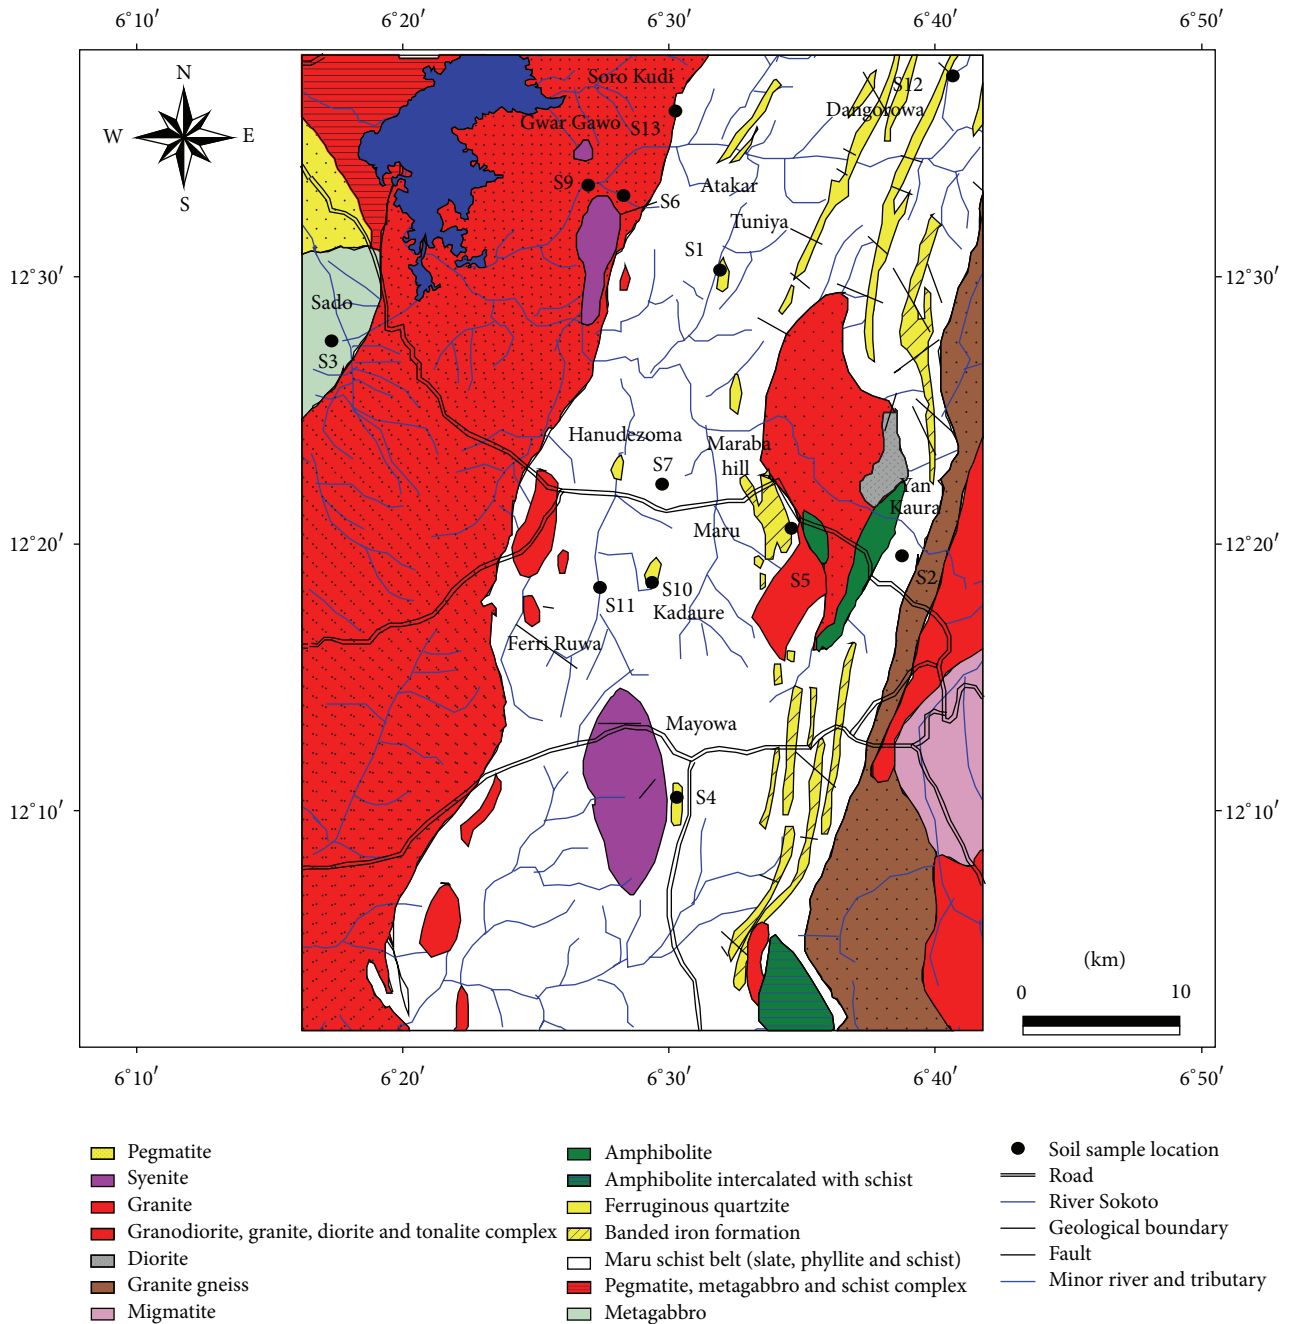 6°10′ 6°20′ 6°30′ 6°40′ 6°50′
N
W E
S
Soro Kudi
S12
Dangorowa
Gwar Gawo S13
S9
Atakar
S6
Tuniya
S1
12°30′ 12°30′
Sado
S3
Hanudezoma
Maraba
hill
S7
Yan
Kaura
Maru
12°20′ 12°20′
S5
S2
S10
S11
Kadaure
Ferri Ruwa
Mayowa
S4
12°10′ 12°10′
(km)
0 10
6°10′ 6°20′ 6°30′ 6°40′ 6°50′
Pegmatite
Syenite
Granite
Granodiorite, granite, diorite and tonalite complex
Diorite
Granite gneiss
Migmatite
Amphibolite
Amphibolite intercalated with schist
Ferruginous quartzite
Banded iron formation
Maru schist belt (slate, phyllite and schist)
Pegmatite, metagabbro and schist complex
Metagabbro
Soil sample location
Road
River Sokoto
Geological boundary
Fault
Minor river and tributary